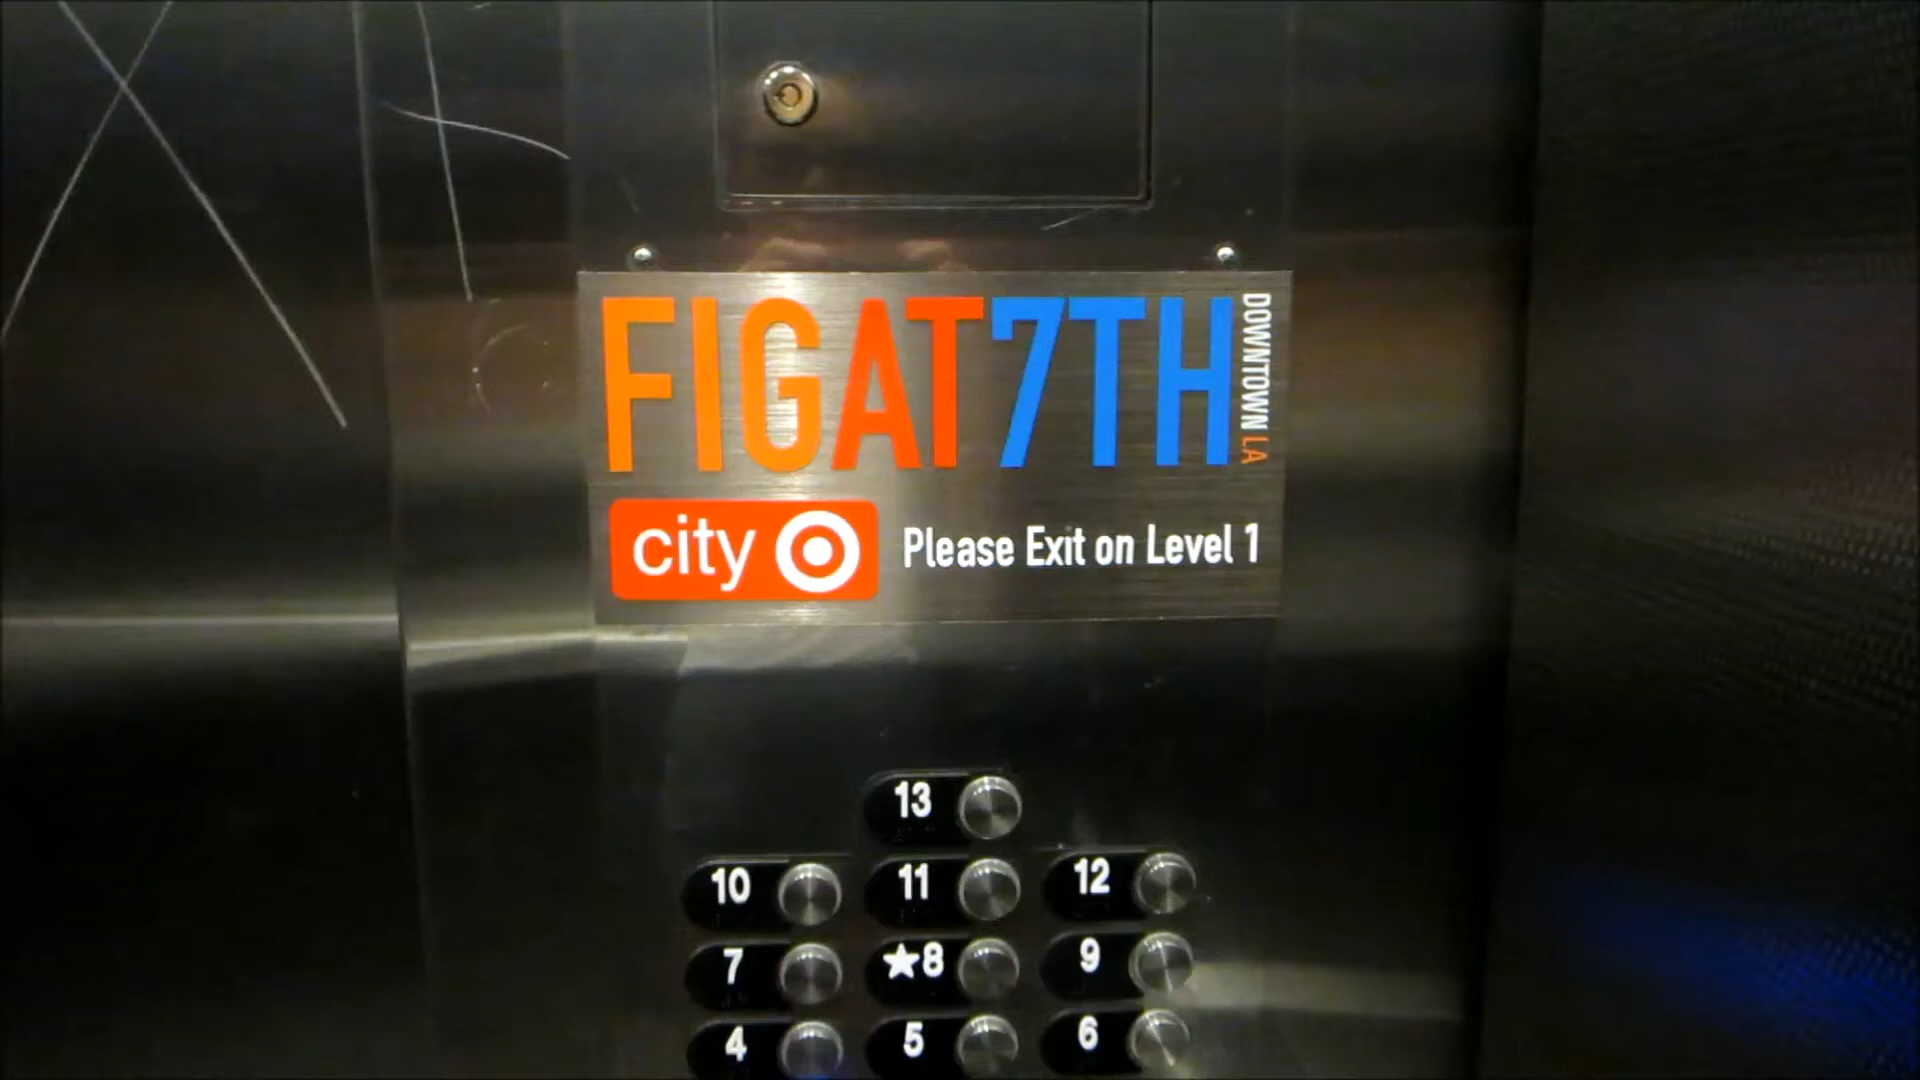 FIGAT7TH
DOWNTOWN LA
city
Please Exit on Level 1
13
10 11 12
7 ★8 9
4 5 6